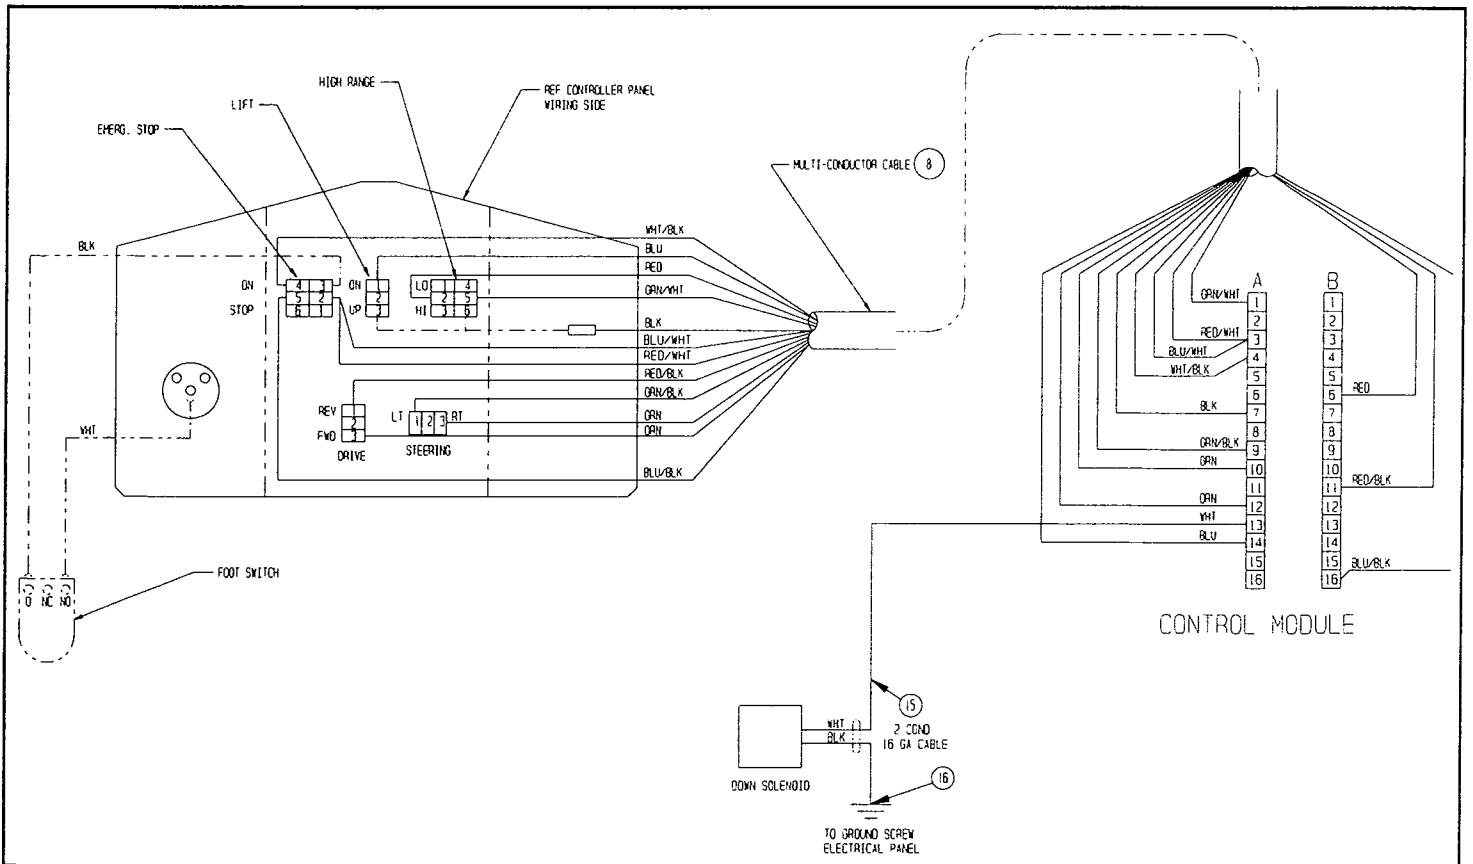 HIGH RANGE
REF CONTROLLER PANEL
WIRING SIDE
LIFT
EMERG. STOP
MULTI-CONDUCTOR CABLE 8
BLK
WHT/BLK
BLU
RED
GRN/WHT
BLK
BLU/WHT
RED/WHT
RED/BLK
GRN/BLK
GRN
ORN
BLU/BLK
ON
STOP
4 3
5 2
6 1
ON
UP
1
2
3
LO
HI
1 4
2 5
3 6
WHT
REV
FWD
1
2
3
DRIVE
LT 1 2 3 RT
STEERING
FOOT SWITCH
O NC NO
A
1
2
3
4
5
6
7
8
9
10
11
12
13
14
15
16
B
1
2
3
4
5
6
7
8
9
10
11
12
13
14
15
16
GRN/WHT
RED/WHT
BLU/WHT
WHT/BLK
BLK
GRN/BLK
GRN
ORN
WHT
BLU
RED
RED/BLK
BLU/BLK
CONTROL MODULE
15
2 COND
16 GA CABLE
WHT
BLK
DOWN SOLENOID
16
TO GROUND SCREW
ELECTRICAL PANEL